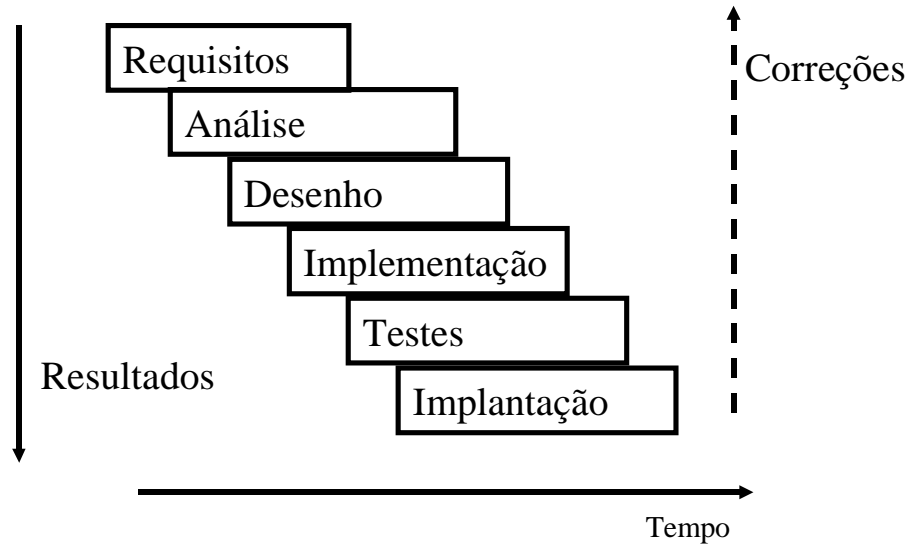 Requisitos
Correções
Análise
Desenho
Implementação
Testes
Resultados
Implantação
Tempo